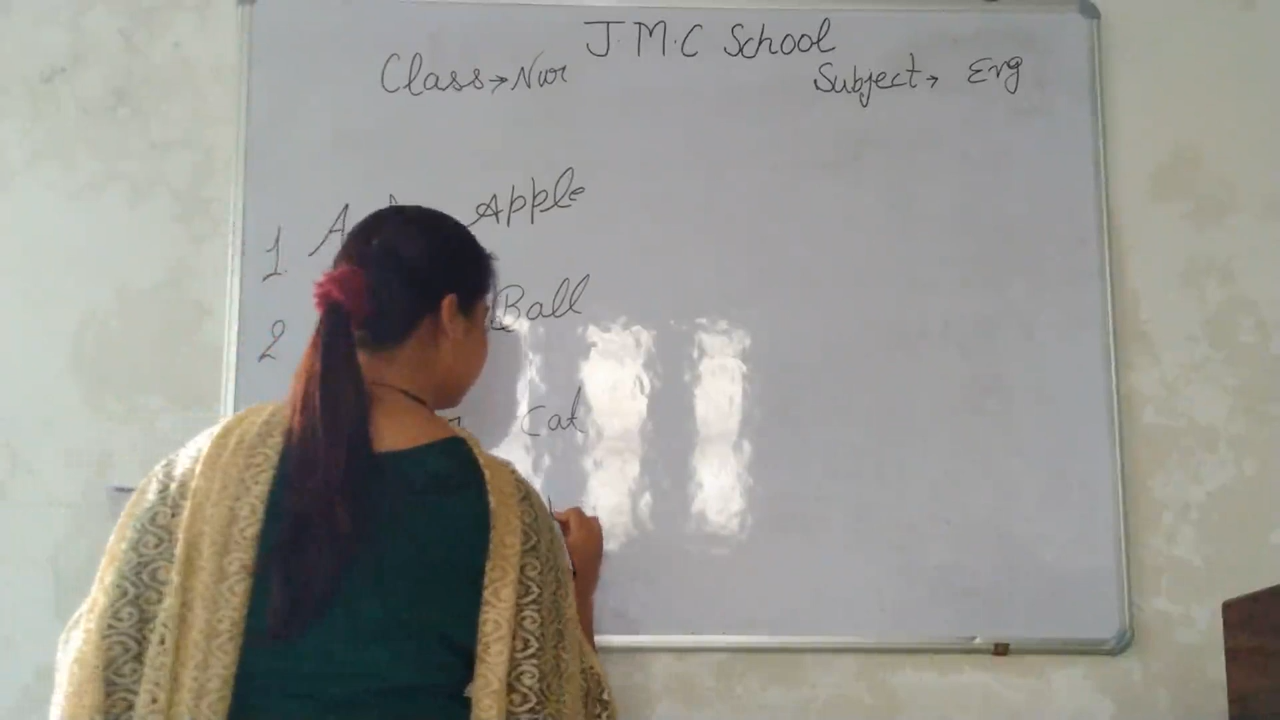 J.M.C School
Class→ Nur
Subject→ Eng
1. A Apple
2 Ball
Cat